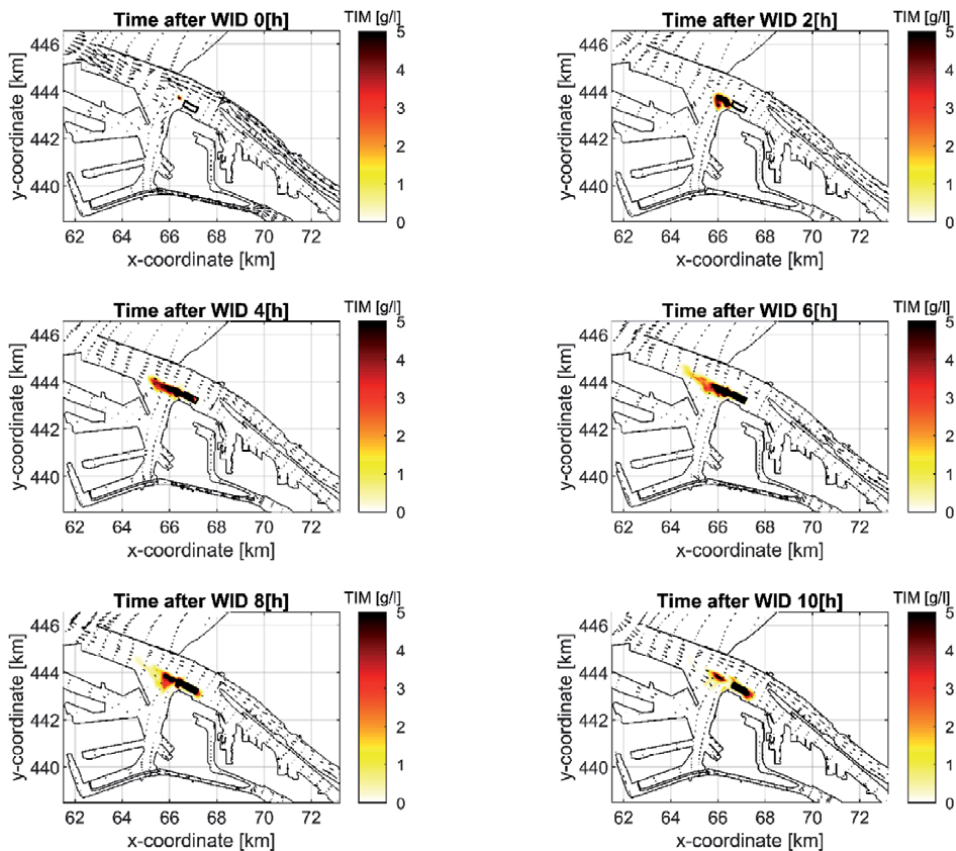 Time after WID 0[h]
TIM [g/l]
446
444
442
440
62 64 66 68 70 72
5
4
3
2
1
0
y-coordinate [km]
x-coordinate [km]
Time after WID 2[h]
TIM [g/l]
446
444
442
440
62 64 66 68 70 72
5
4
3
2
1
0
y-coordinate [km]
x-coordinate [km]
Time after WID 4[h]
TIM [g/l]
446
444
442
440
62 64 66 68 70 72
5
4
3
2
1
0
y-coordinate [km]
x-coordinate [km]
Time after WID 6[h]
TIM [g/l]
446
444
442
440
62 64 66 68 70 72
5
4
3
2
1
0
y-coordinate [km]
x-coordinate [km]
Time after WID 8[h]
TIM [g/l]
446
444
442
440
62 64 66 68 70 72
5
4
3
2
1
0
y-coordinate [km]
x-coordinate [km]
Time after WID 10[h]
TIM [g/l]
446
444
442
440
62 64 66 68 70 72
5
4
3
2
1
0
y-coordinate [km]
x-coordinate [km]